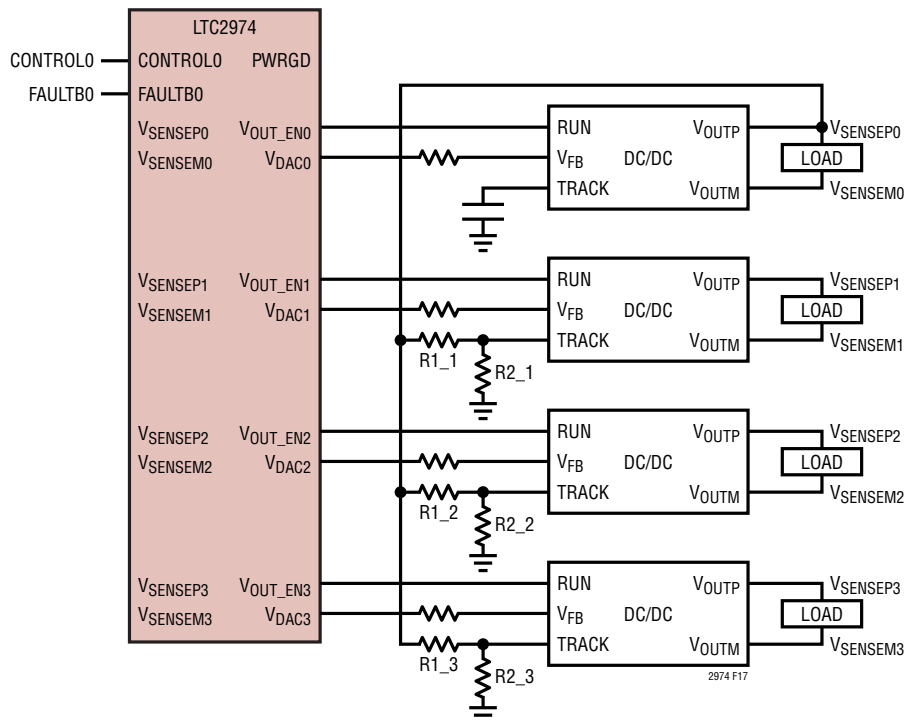 LTC2974
CONTROL0 CONTROL0 PWRGD
FAULTB0 FAULTB0
VSENSEP0 VOUT_EN0 RUN VOUTP VSENSEP0
VSENSEM0 VDAC0 VFB DC/DC LOAD
TRACK VOUTM VSENSEM0
VSENSEP1 VOUT_EN1 RUN VOUTP VSENSEP1
VSENSEM1 VDAC1 VFB DC/DC LOAD
TRACK VOUTM VSENSEM1
R1_1 R2_1
VSENSEP2 VOUT_EN2 RUN VOUTP VSENSEP2
VSENSEM2 VDAC2 VFB DC/DC LOAD
TRACK VOUTM VSENSEM2
R1_2 R2_2
VSENSEP3 VOUT_EN3 RUN VOUTP VSENSEP3
VSENSEM3 VDAC3 VFB DC/DC LOAD
TRACK VOUTM VSENSEM3
R1_3 R2_3
2974 F17